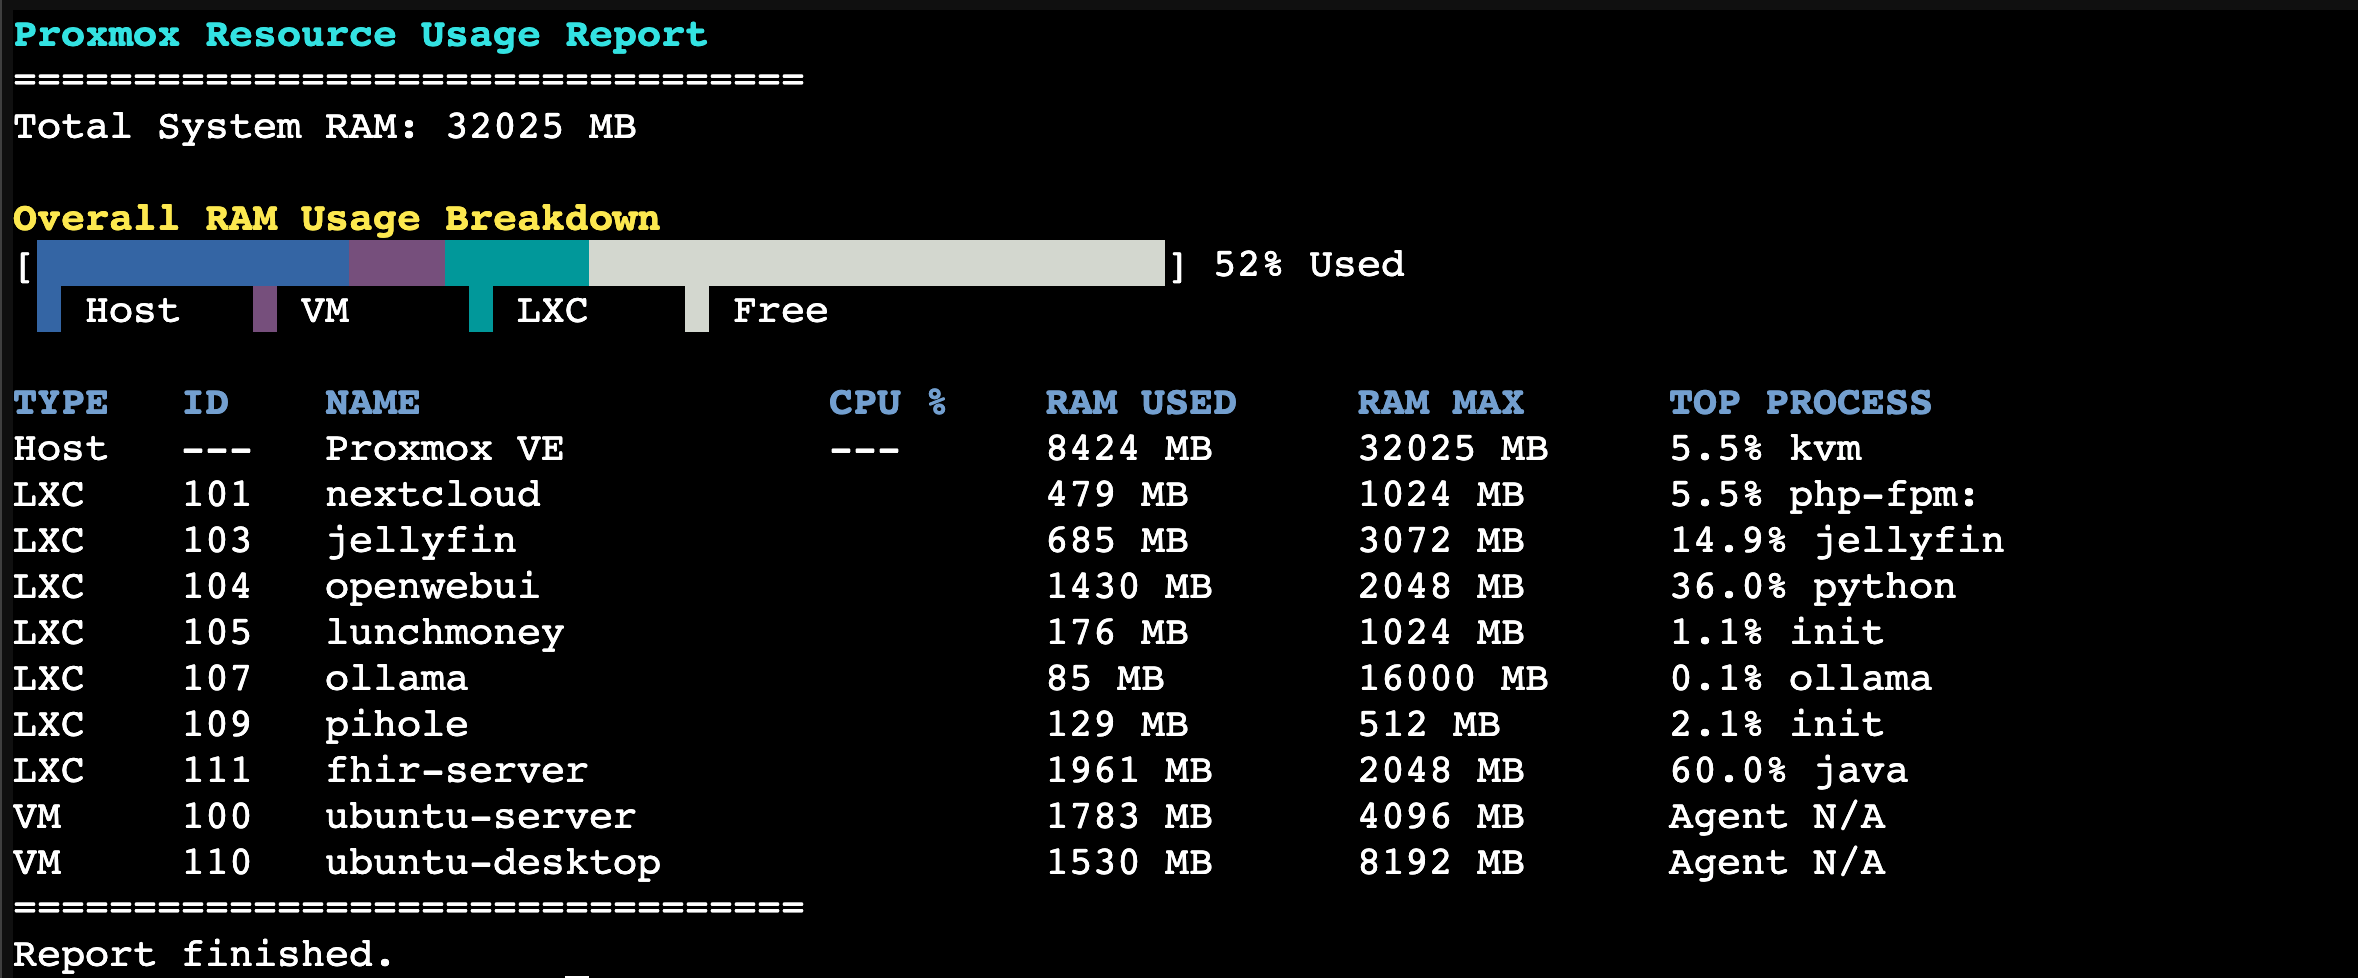 Proxmox Resource Usage Report
=================================
Total System RAM: 32025 MB
Overall RAM Usage Breakdown
[ ] 52% Used
Host VM LXC Free
TYPE ID NAME CPU % RAM USED RAM MAX TOP PROCESS
Host --- Proxmox VE --- 8424 MB 32025 MB 5.5% kvm
LXC 101 nextcloud 479 MB 1024 MB 5.5% php-fpm:
LXC 103 jellyfin 685 MB 3072 MB 14.9% jellyfin
LXC 104 openwebui 1430 MB 2048 MB 36.0% python
LXC 105 lunchmoney 176 MB 1024 MB 1.1% init
LXC 107 ollama 85 MB 16000 MB 0.1% ollama
LXC 109 pihole 129 MB 512 MB 2.1% init
LXC 111 fhir-server 1961 MB 2048 MB 60.0% java
VM 100 ubuntu-server 1783 MB 4096 MB Agent N/A
VM 110 ubuntu-desktop 1530 MB 8192 MB Agent N/A
=================================
Report finished.